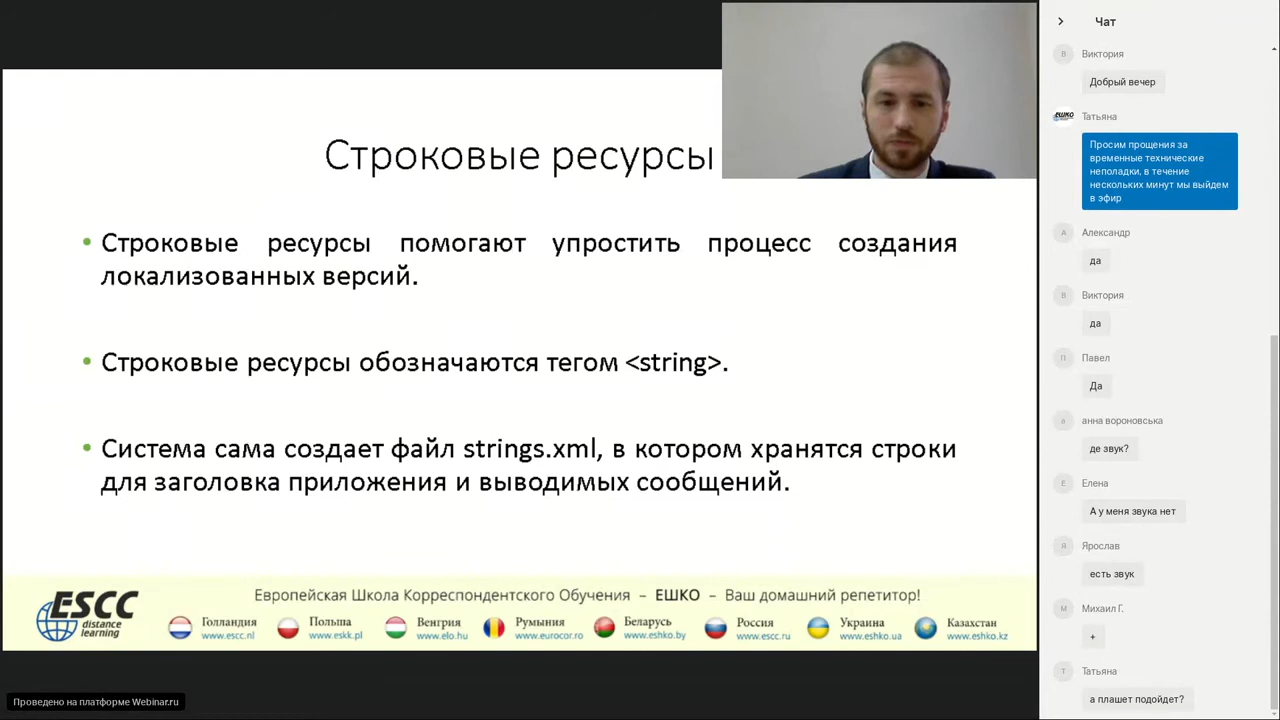 Строковые ресурсы
• Строковые ресурсы помогают упростить процесс создания
локализованных версий.
• Строковые ресурсы обозначаются тегом <string>.
• Система сама создает файл strings.xml, в котором хранятся строки
для заголовка приложения и выводимых сообщений.
ESCC
distance
learning
Европейская Школа Корреспондентского Обучения – ЕШКО – Ваш домашний репетитор!
Голландия
www.escc.nl
Польша
www.eskk.pl
Венгрия
www.elo.hu
Румыния
www.eurocor.ro
Беларусь
www.eshko.by
Россия
www.escc.ru
Украина
www.eshko.ua
Казахстан
www.eshko.kz
Проведено на платформе Webinar.ru
Чат
В
Виктория
Добрый вечер
ЕШКО
Татьяна
Просим прощения за
временные технические
неполадки, в течение
нескольких минут мы выйдем
в эфир
А
Александр
да
В
Виктория
да
П
Павел
Да
а
анна вороновська
де звук?
Е
Елена
А у меня звука нет
Я
Ярослав
есть звук
М
Михаил Г.
+
Т
Татьяна
а плашет подойдет?